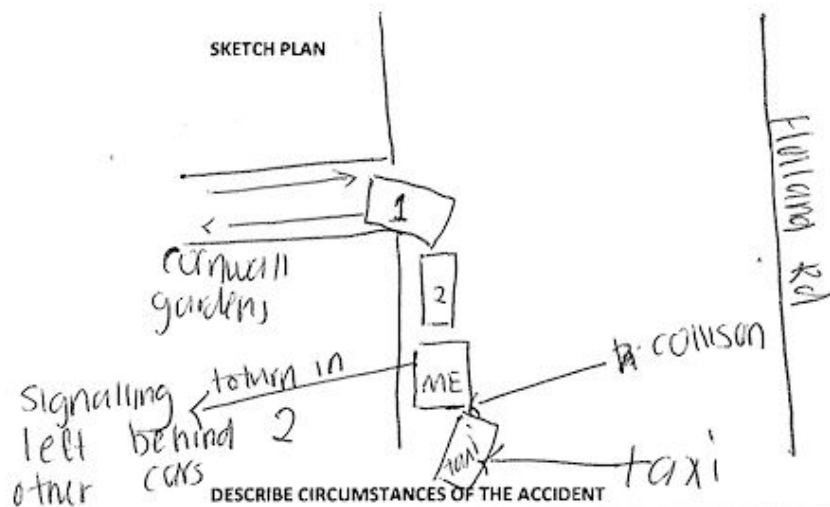 SKETCH PLAN
Holland Rd
1
cornwall
gardens
2
collison
ME
to turn in
signalling
left behind 2
other cars
taxi
taxi
DESCRIBE CIRCUMSTANCES OF THE ACCIDENT